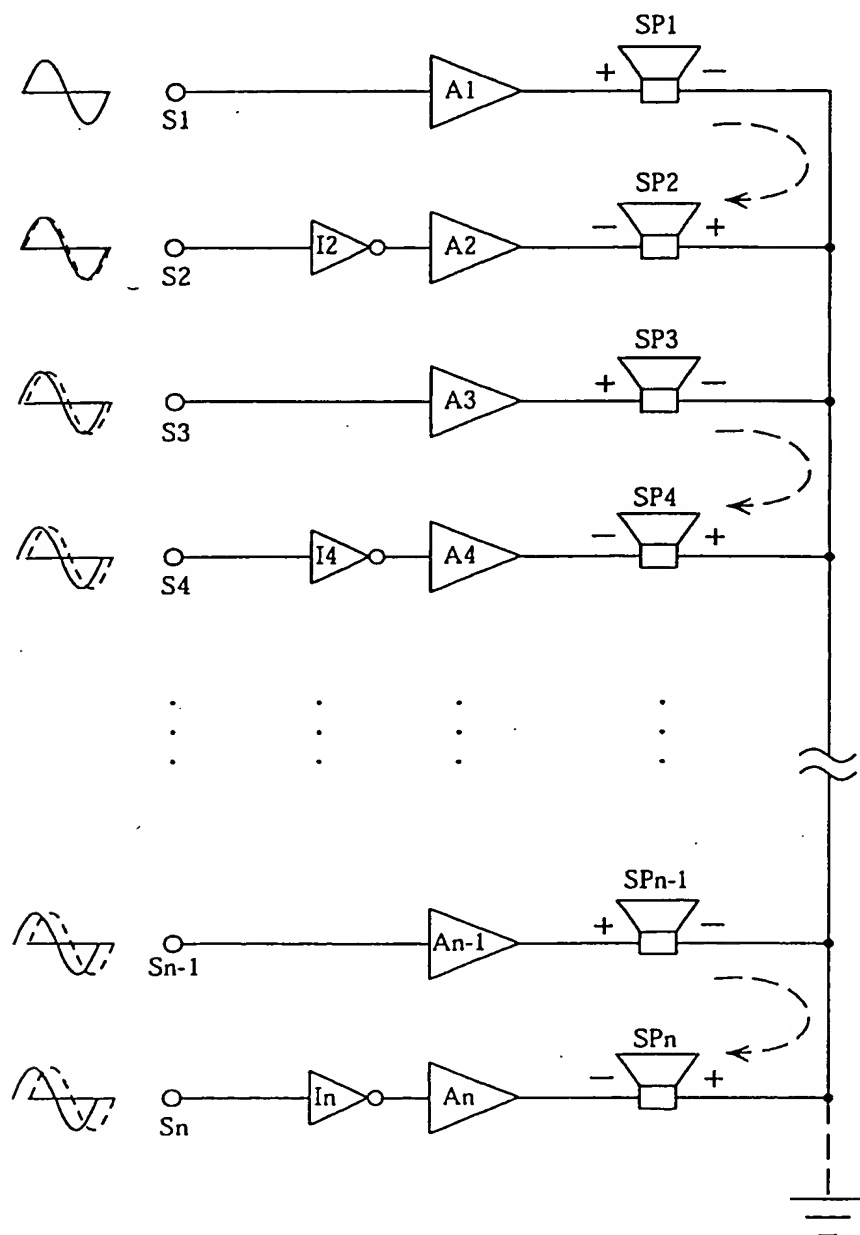 SP1
+ −
A1
S1
SP2
− +
I2 A2
S2
SP3
+ −
A3
S3
SP4
− +
I4 A4
S4
SPn-1
+ −
An-1
Sn-1
SPn
− +
In An
Sn